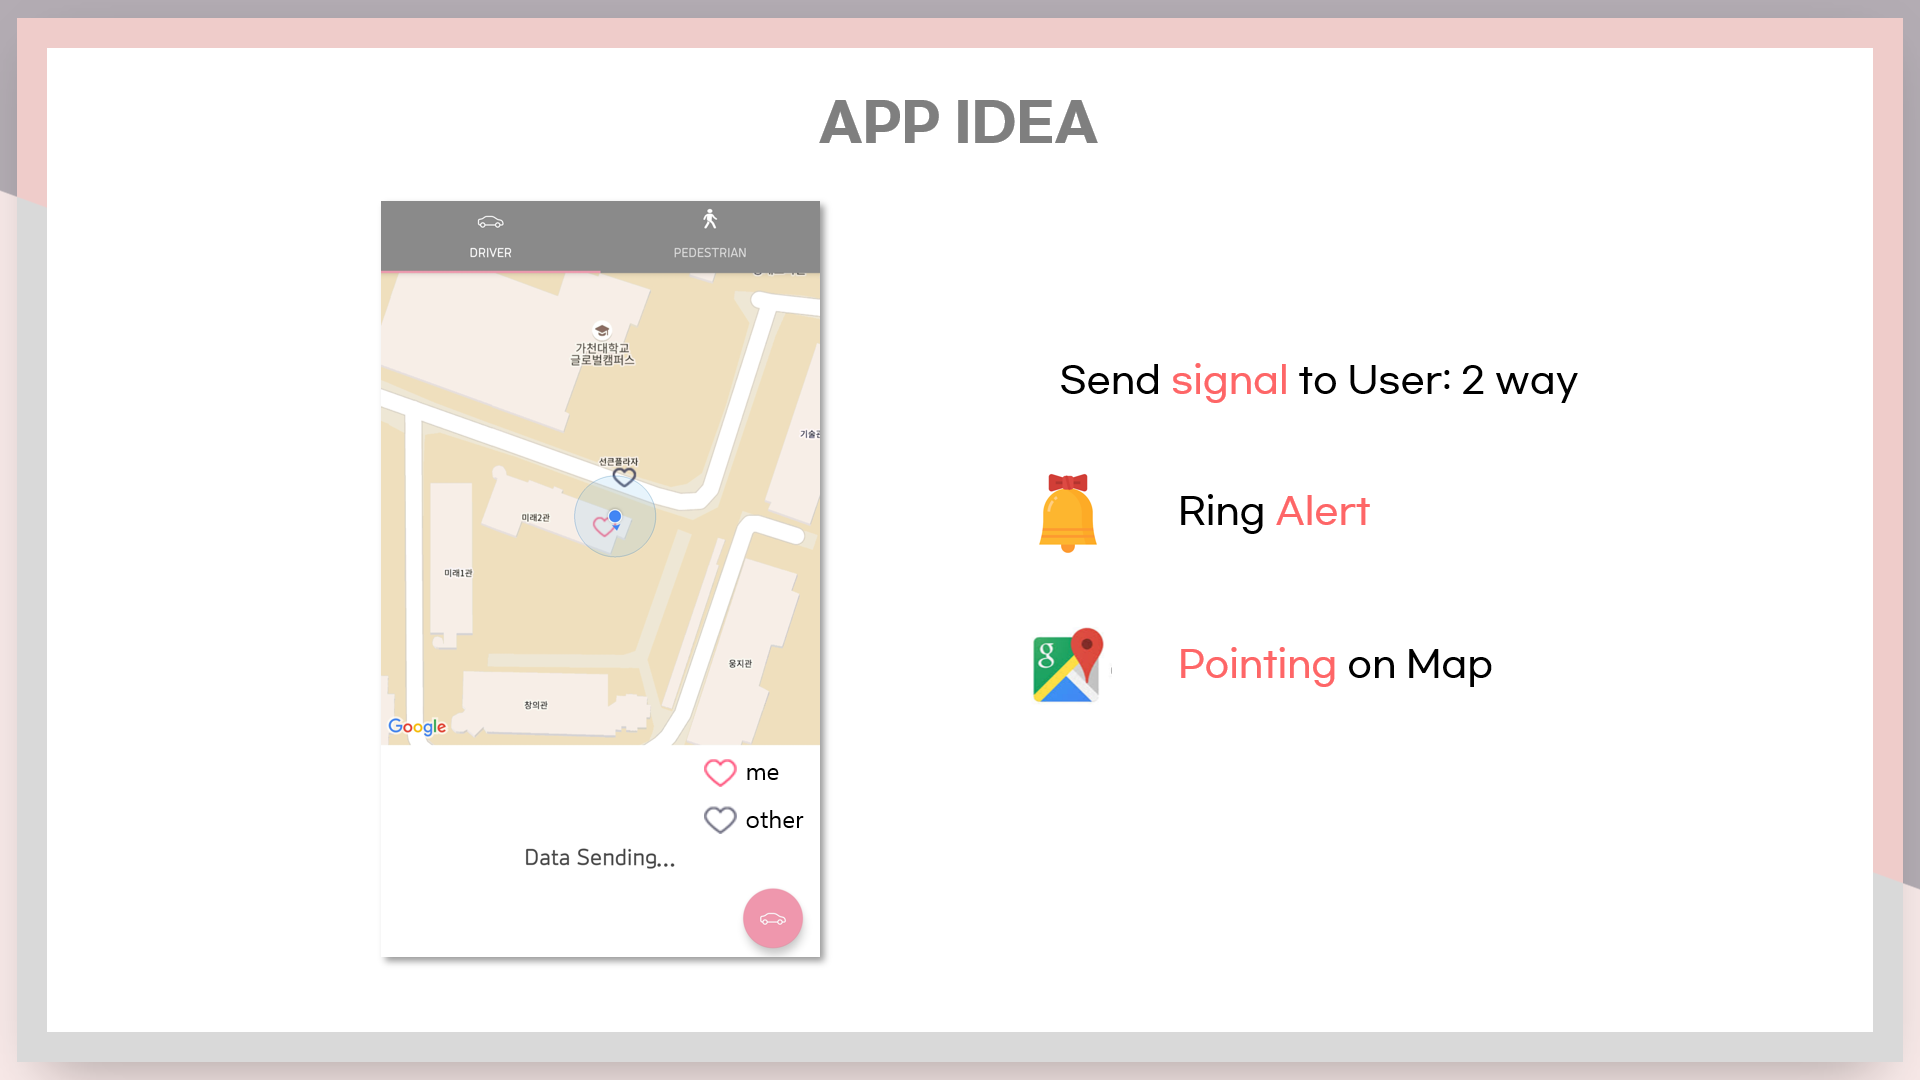 APP IDEA
DRIVER
PEDESTRIAN
가천대학교
글로벌캠퍼스
기술관
선큰플라자
미래2관
미래1관
웅지관
창의관
Google
me
other
Data Sending...
Send signal to User: 2 way
Ring Alert
g
Pointing on Map